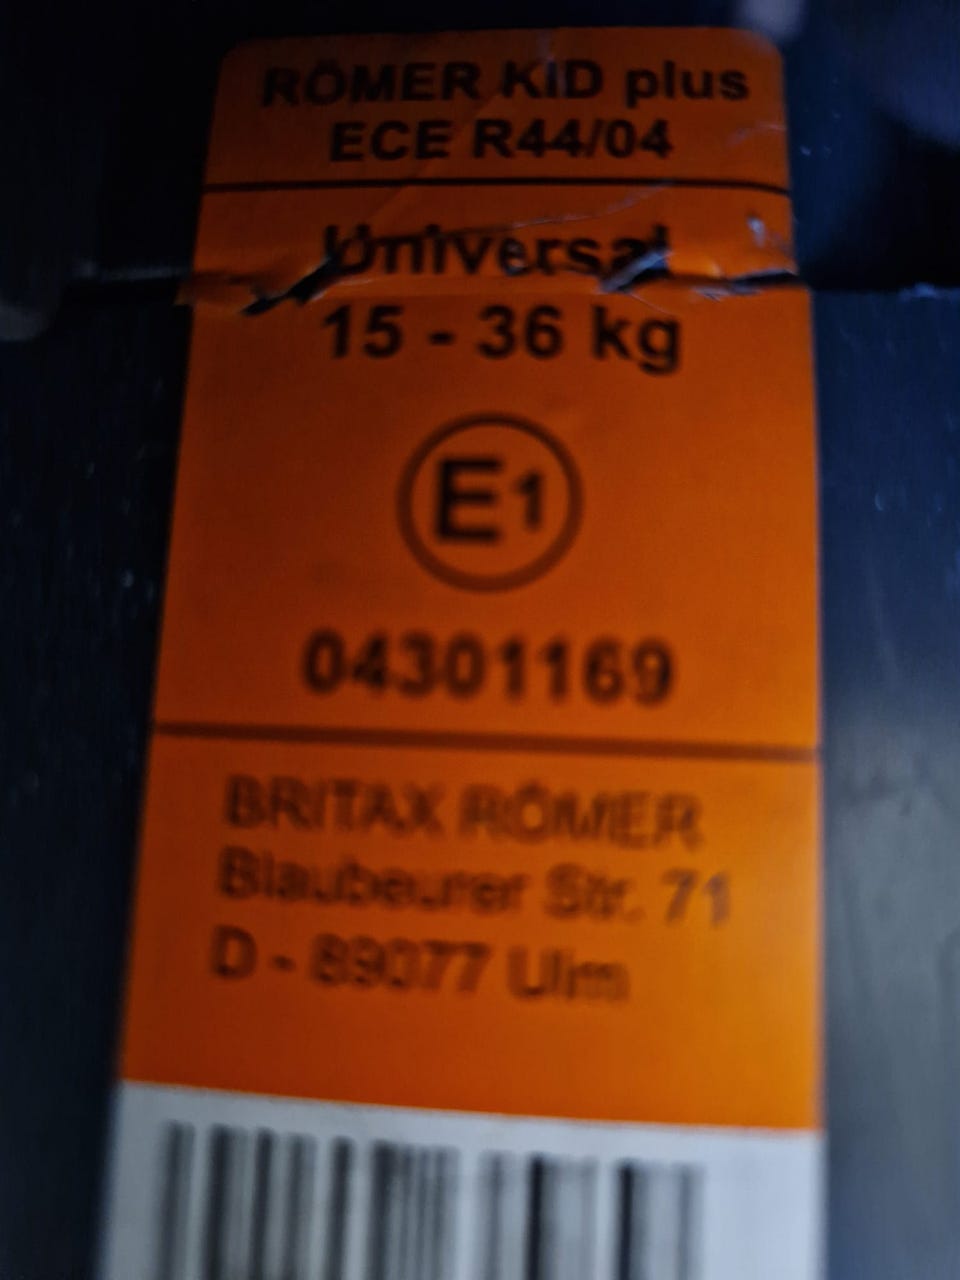 RÖMER KID plus
ECE R44/04
Universal
15 - 36 kg
E1
04301169
BRITAX RÖMER
Blaubeurer Str. 71
D - 89077 Ulm